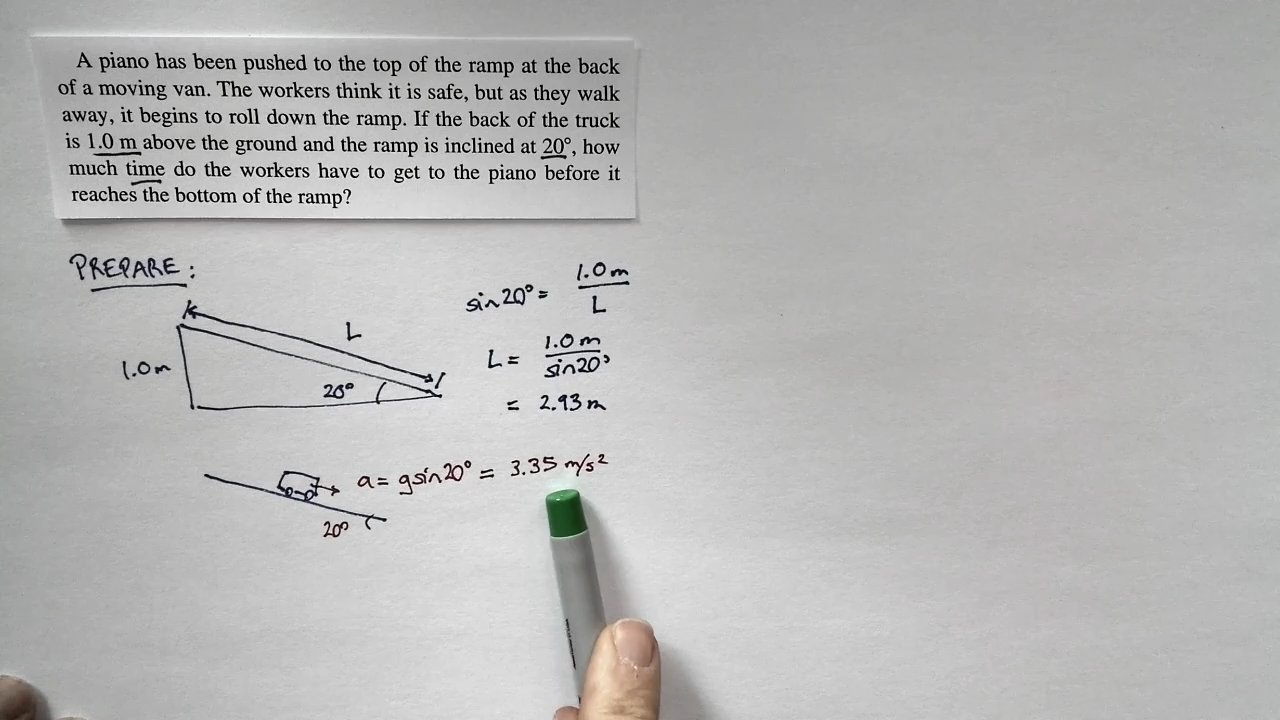 A piano has been pushed to the top of the ramp at the back
of a moving van. The workers think it is safe, but as they walk
away, it begins to roll down the ramp. If the back of the truck
is 1.0 m above the ground and the ramp is inclined at 20°, how
much time do the workers have to get to the piano before it
reaches the bottom of the ramp?
PREPARE:
L
1.0m
20°
sin20° = 1.0m / L
L = 1.0m / sin20°
= 2.93 m
a = gsin20° = 3.35 m/s²
20°